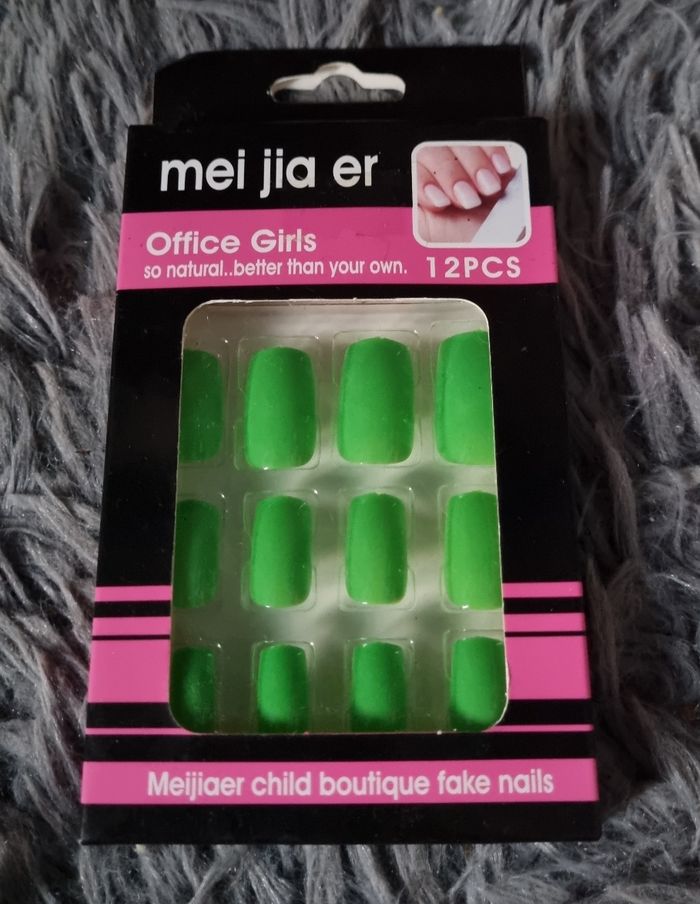 mei jia er
Office Girls
so natural..better than your own.
12PCS
Meijiaer child boutique fake nails